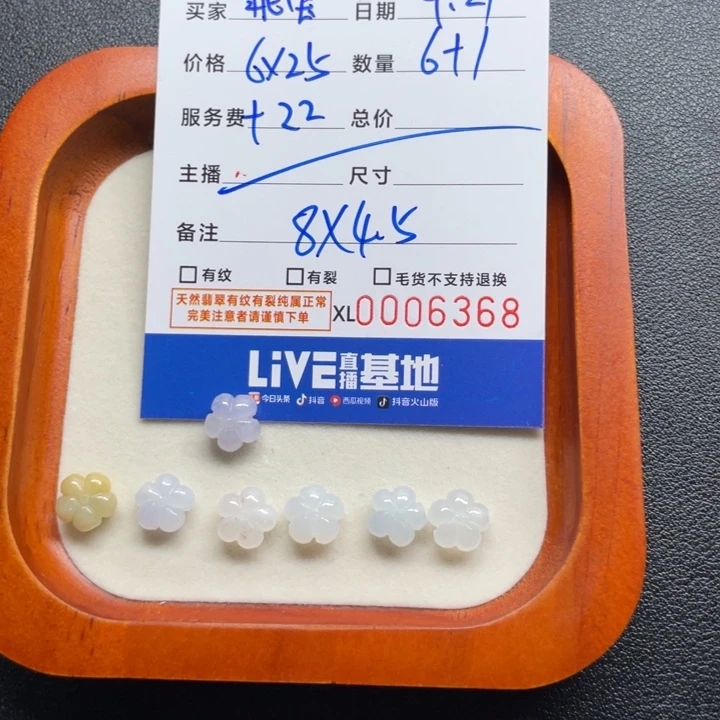 买家 日期
价格 6X25 数量 6+1
服务费 +22 总价
主播 尺寸
备注 8X4.5
有纹 有裂 毛货不支持退换
天然翡翠有纹有裂纯属正常
完美注意者请谨慎下单
XL0006368
LiVE直播基地
今日头条 抖音 西瓜视频 抖音火山版